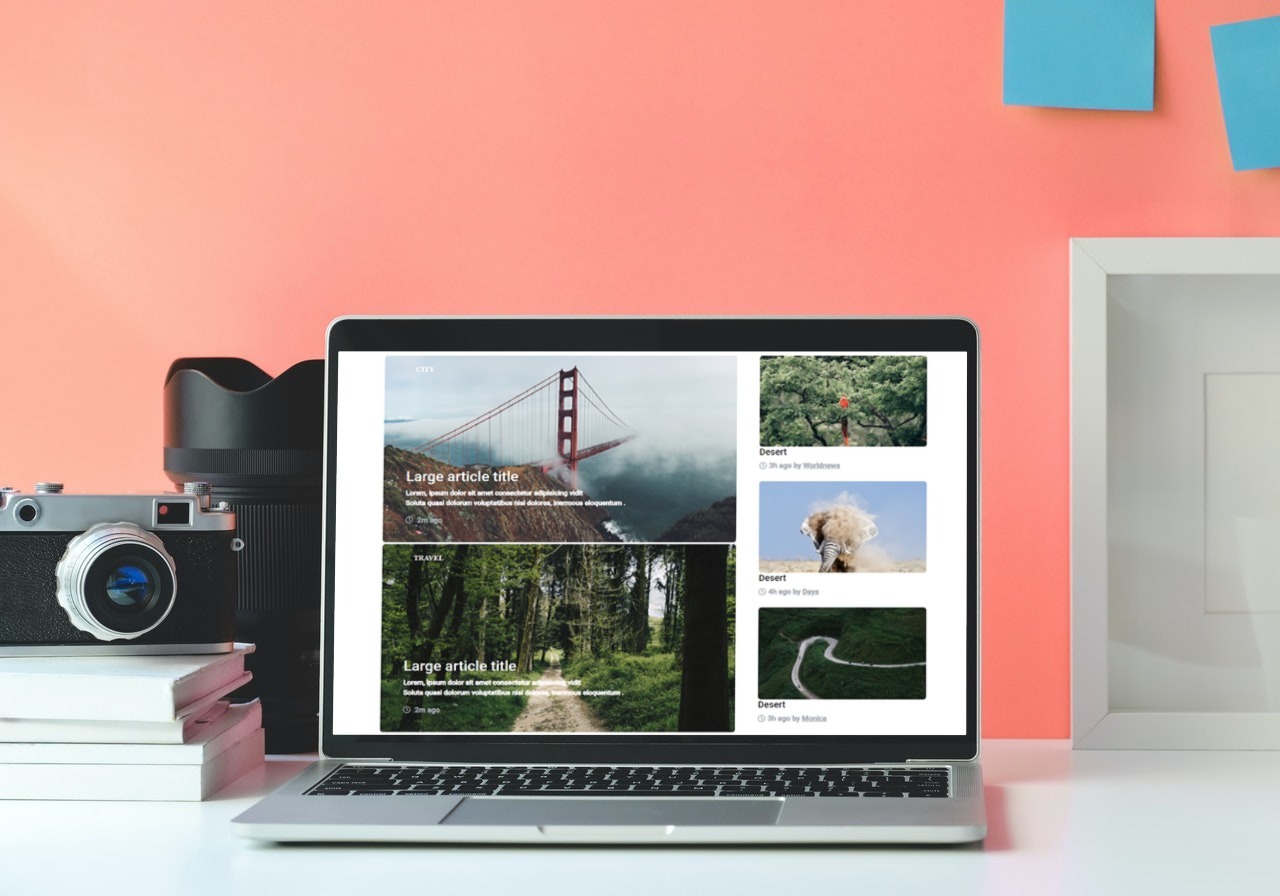 CITY
Large article title
Lorem, ipsum dolor sit amet consectetur adipisicing vidit
Soluta quasi dolorum voluptatibus nisi dolores, inermous eloquentum .
2m ago
TRAVEL
Large article title
Lorem, ipsum dolor sit amet consectetur adipisicing vidit
Soluta quasi dolorum voluptatibus nisi dolores, inermous eloquentum .
2m ago
Desert
3h ago by Worldnews
Desert
4h ago by Days
Desert
3h ago by Monica